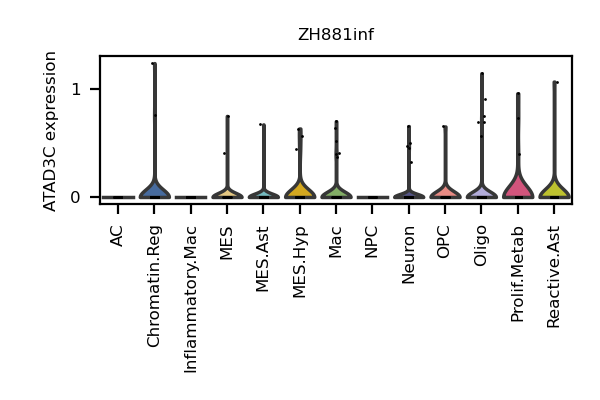 ZH881inf
ATAD3C expression
1
0
AC
Chromatin.Reg
Inflammatory.Mac
MES
MES.Ast
MES.Hyp
Mac
NPC
Neuron
OPC
Oligo
Prolif.Metab
Reactive.Ast